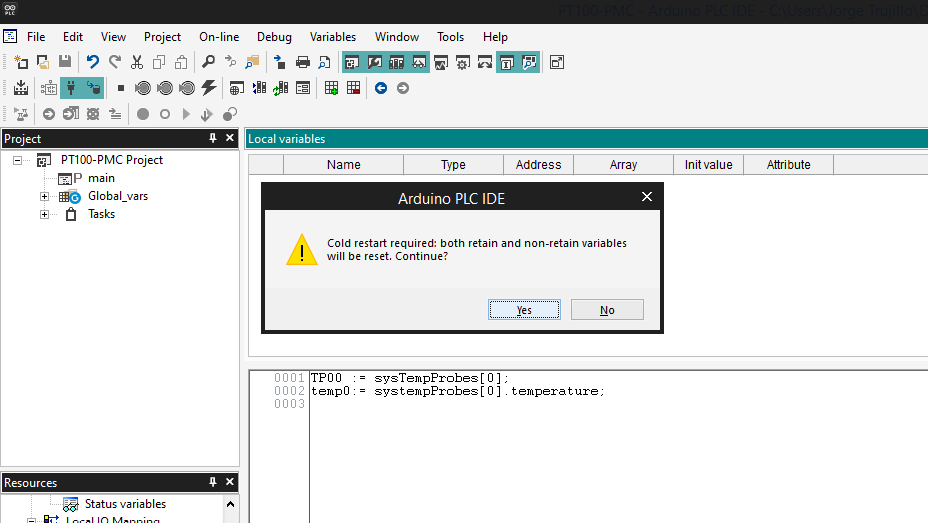 PLC
PT100-PMC - Arduino PLC IDE - C:\Users\Jorge Trujillo\
File Edit View Project On-line Debug Variables Window Tools Help
Project
PT100-PMC Project
main
Global_vars
Tasks
Local variables
Name Type Address Array Init value Attribute
Arduino PLC IDE
Cold restart required: both retain and non-retain variables
will be reset. Continue?
Yes No
0001 TP00 := sysTempProbes[0];
0002 temp0:= systempProbes[0].temperature;
0003
Resources
Status variables
Local IO Mapping